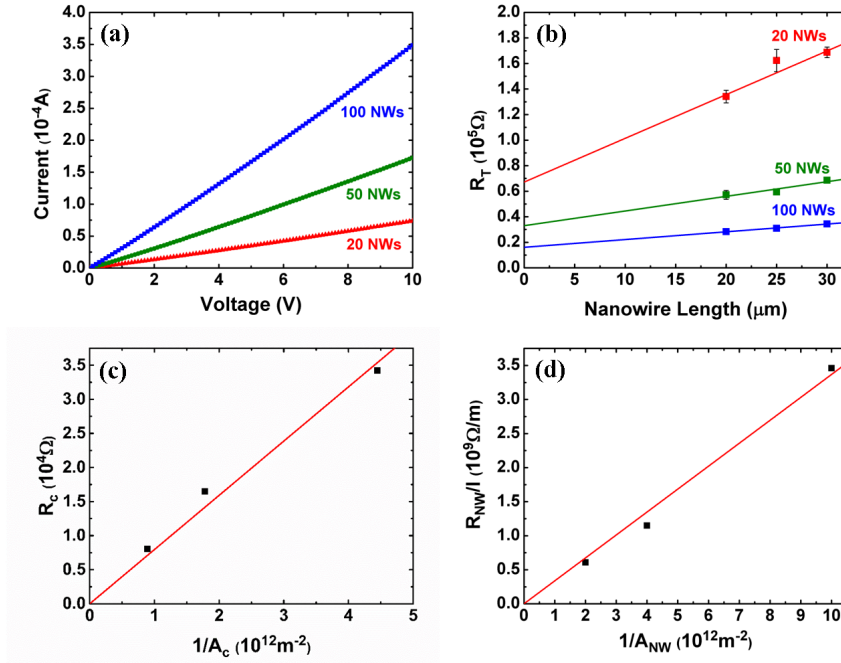 (a)
4.0
3.5
3.0
2.5
2.0
1.5
1.0
0.5
0.0
Current (10⁻⁴A)
100 NWs
50 NWs
20 NWs
0 2 4 6 8 10
Voltage (V)
(b)
2.0
1.8
1.6
1.4
1.2
1.0
0.8
0.6
0.4
0.2
0.0
R_T (10⁵Ω)
20 NWs
50 NWs
100 NWs
0 5 10 15 20 25 30
Nanowire Length (μm)
(c)
3.5
3.0
2.5
2.0
1.5
1.0
0.5
0.0
R_c (10⁴Ω)
0 1 2 3 4 5
1/A_c (10¹²m⁻²)
(d)
3.5
3.0
2.5
2.0
1.5
1.0
0.5
0.0
R_NW/l (10⁹Ω/m)
0 1 2 3 4 5 6 7 8 9 10
1/A_NW (10¹²m⁻²)